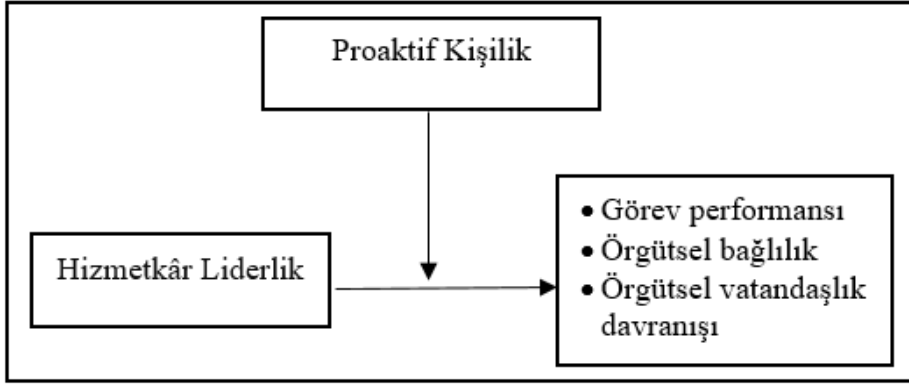 Proaktif Kişilik
Hizmetkâr Liderlik
• Görev performansı
• Örgütsel bağlılık
• Örgütsel vatandaşlık
davranışı